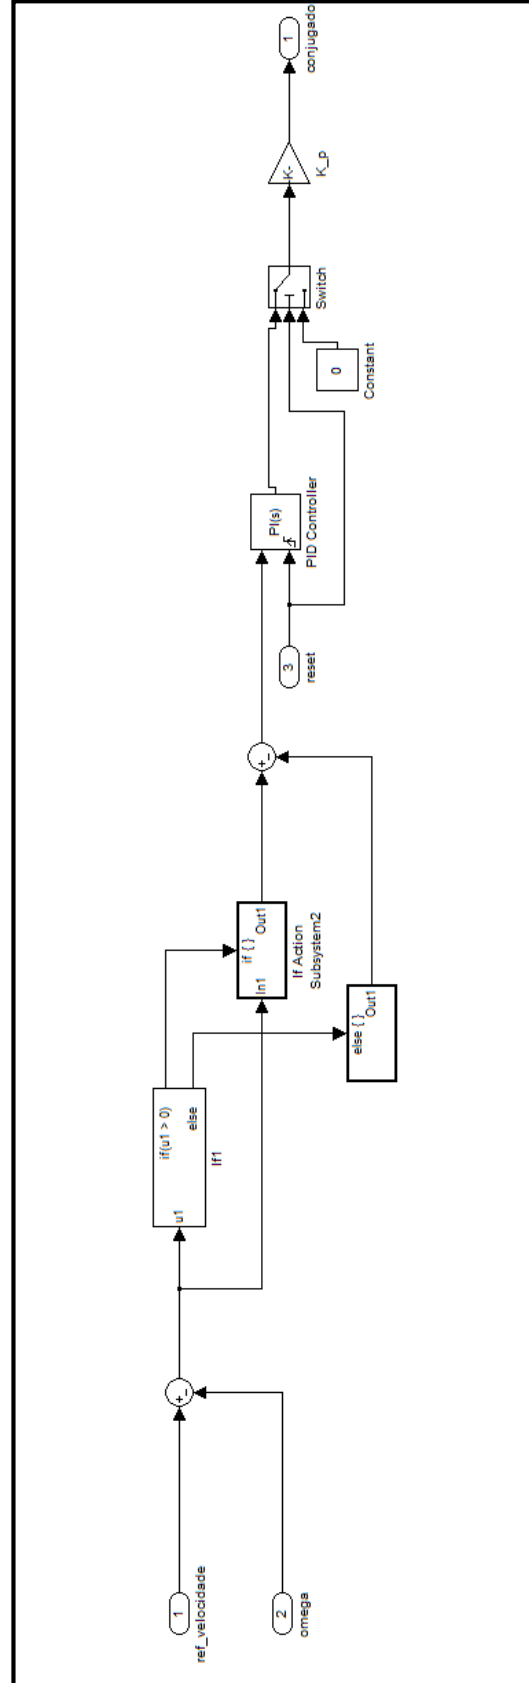 1
ref_velocidade
2
omega
+-
u1
if(u1 > 0)
else
If1
In1
if { }
Out1
If Action
Subsystem2
else { }
Out1
+-
3
reset
PI(s)
PID Controller
0
Constant
Switch
K-
K_p
1
conjugado